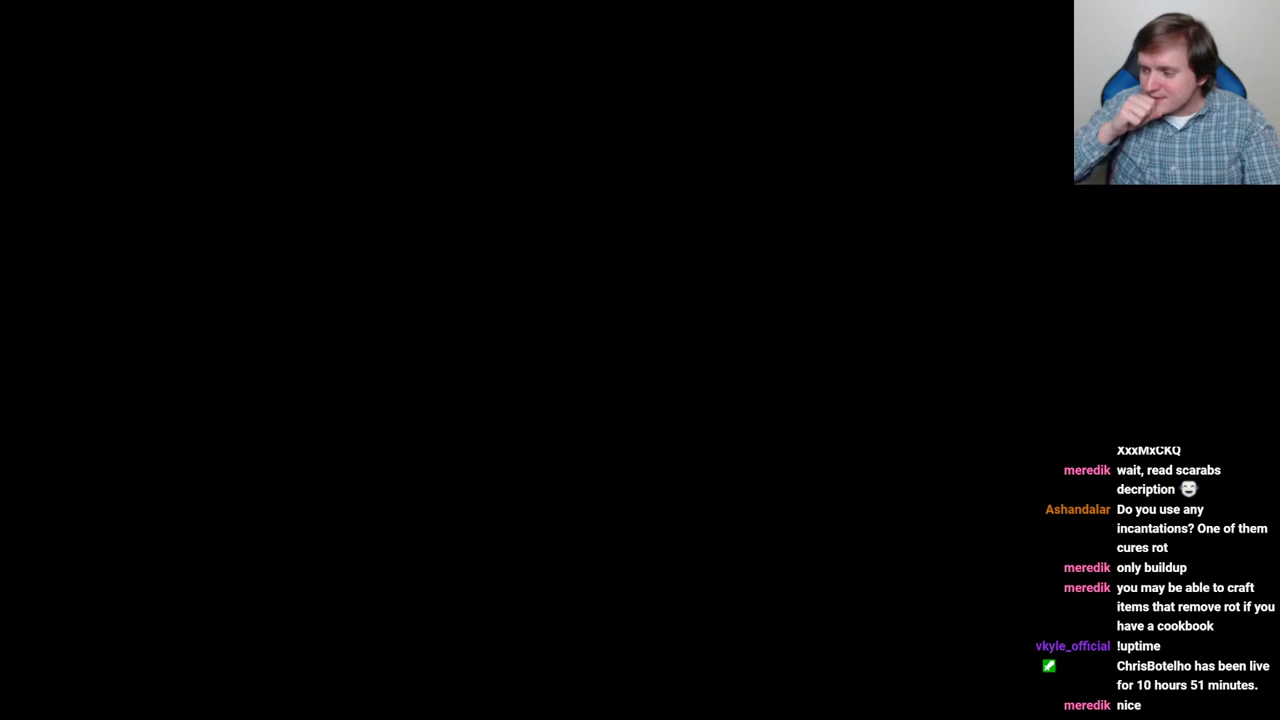 XxxMxCKQ
meredik wait, read scarabs
decription
Ashandalar Do you use any
incantations? One of them
cures rot
meredik only buildup
meredik you may be able to craft
items that remove rot if you
have a cookbook
vkyle_official !uptime
ChrisBotelho has been live
for 10 hours 51 minutes.
meredik nice